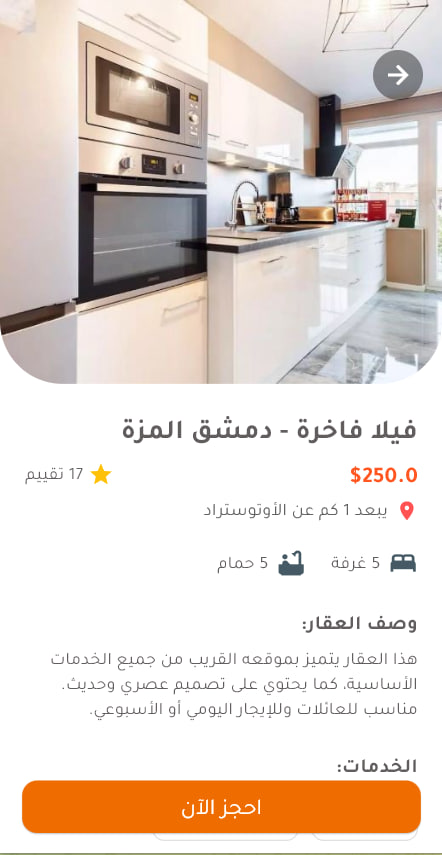 فيلا فاخرة - دمشق المزة
$250.0
17 تقييم
يبعد 1 كم عن الأوتوستراد
5 غرفة
5 حمام
وصف العقار:
هذا العقار يتميز بموقعه القريب من جميع الخدمات
الأساسية، كما يحتوي على تصميم عصري وحديث.
مناسب للعائلات وللإيجار اليومي أو الأسبوعي.
الخدمات:
احجز الآن